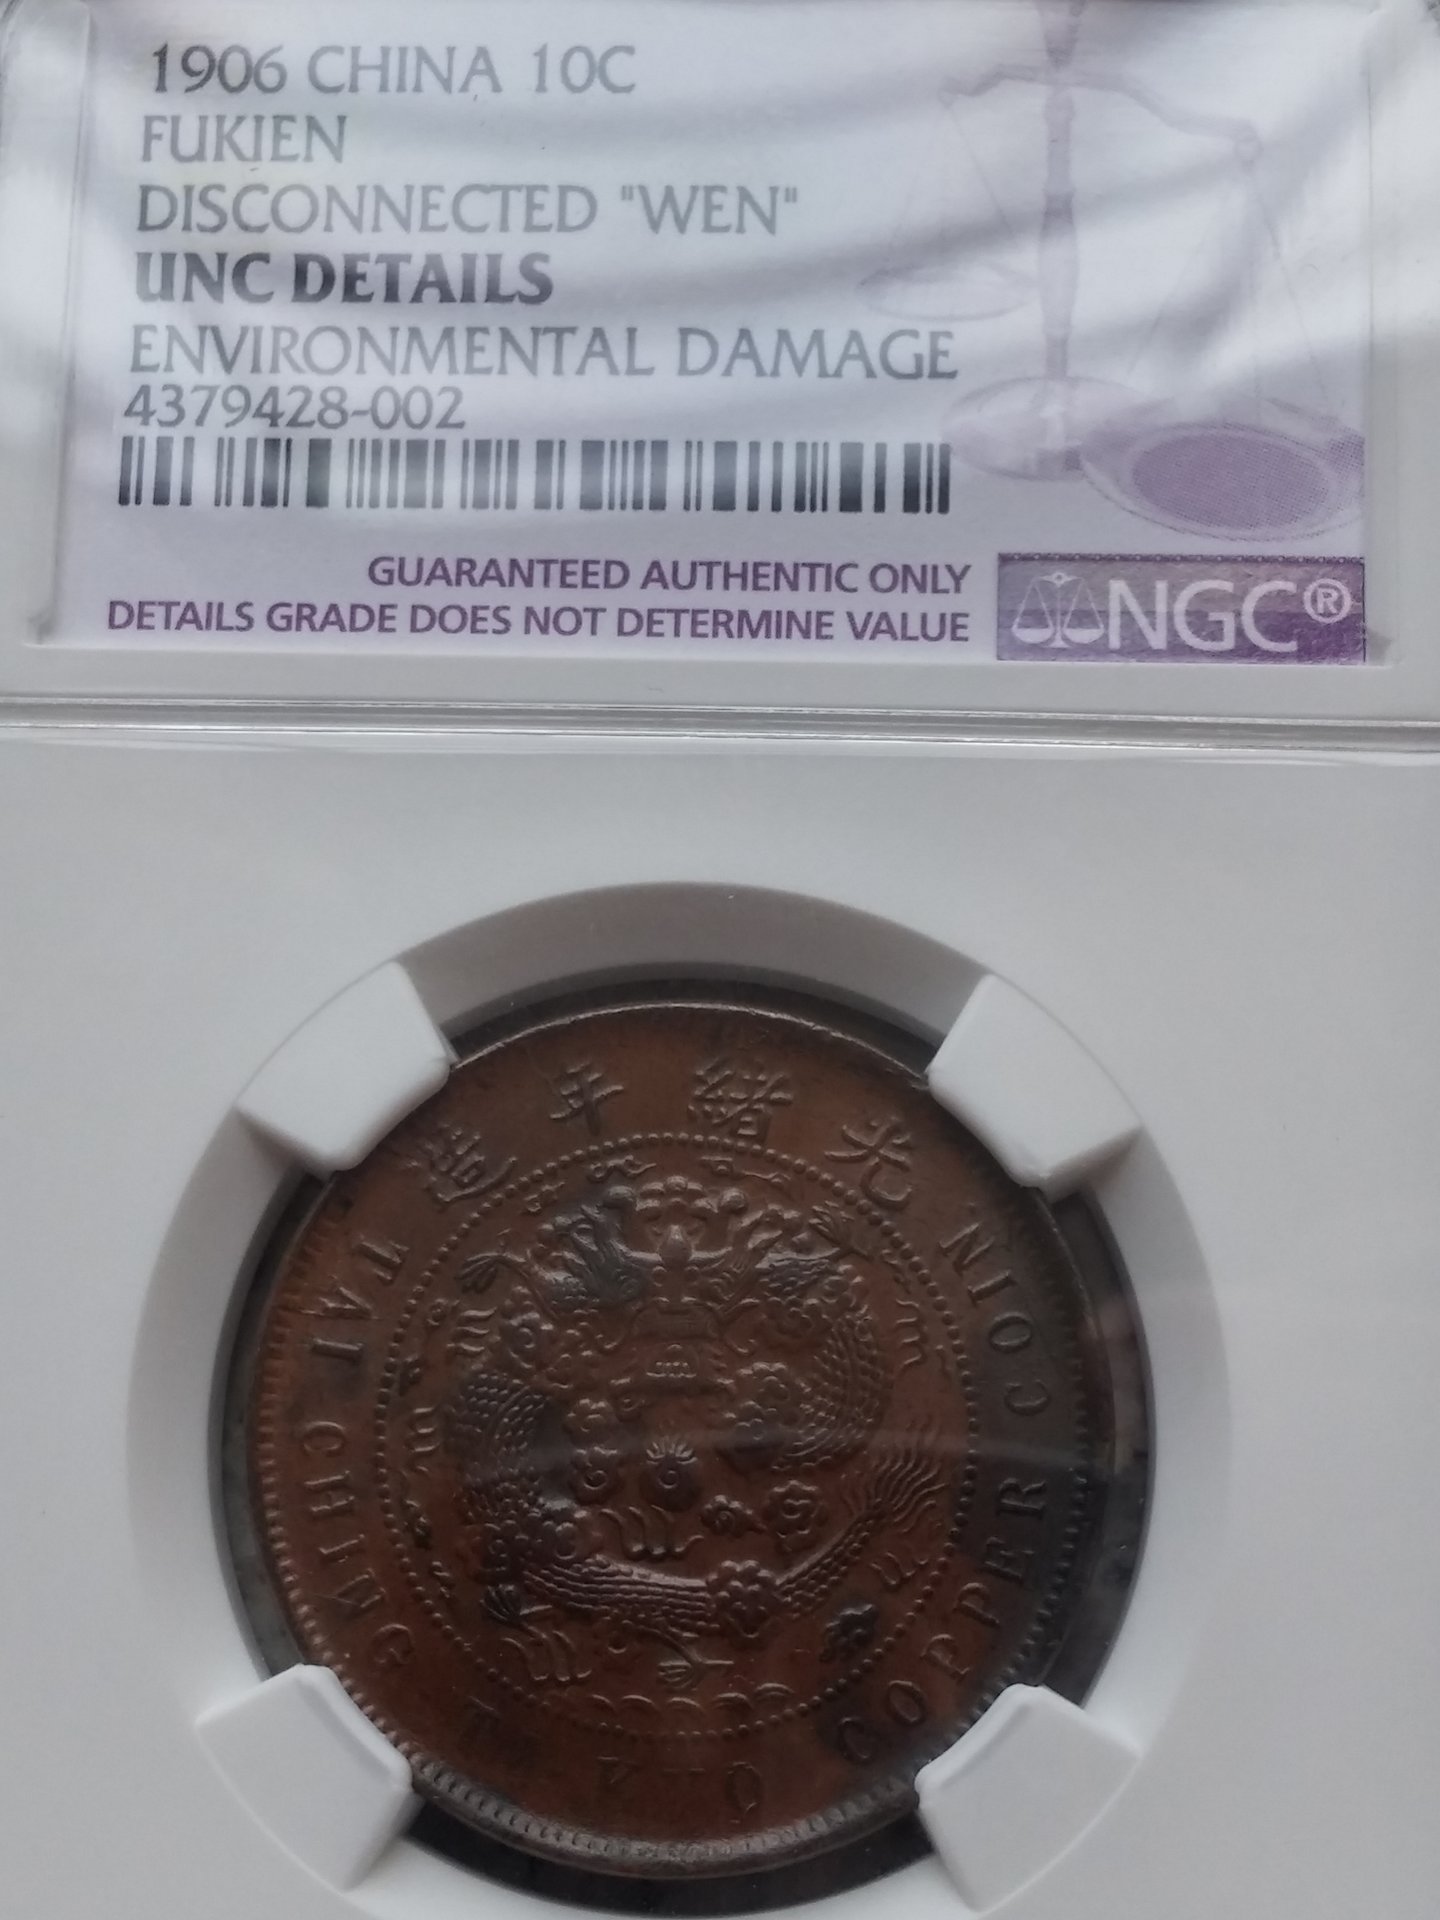 1906 CHINA 10C
FUKIEN
DISCONNECTED "WEN"
UNC DETAILS
ENVIRONMENTAL DAMAGE
4379428-002
GUARANTEED AUTHENTIC ONLY
DETAILS GRADE DOES NOT DETERMINE VALUE
NGC®
造年緒光
TAI-CHING-TI-KUO COPPER COIN